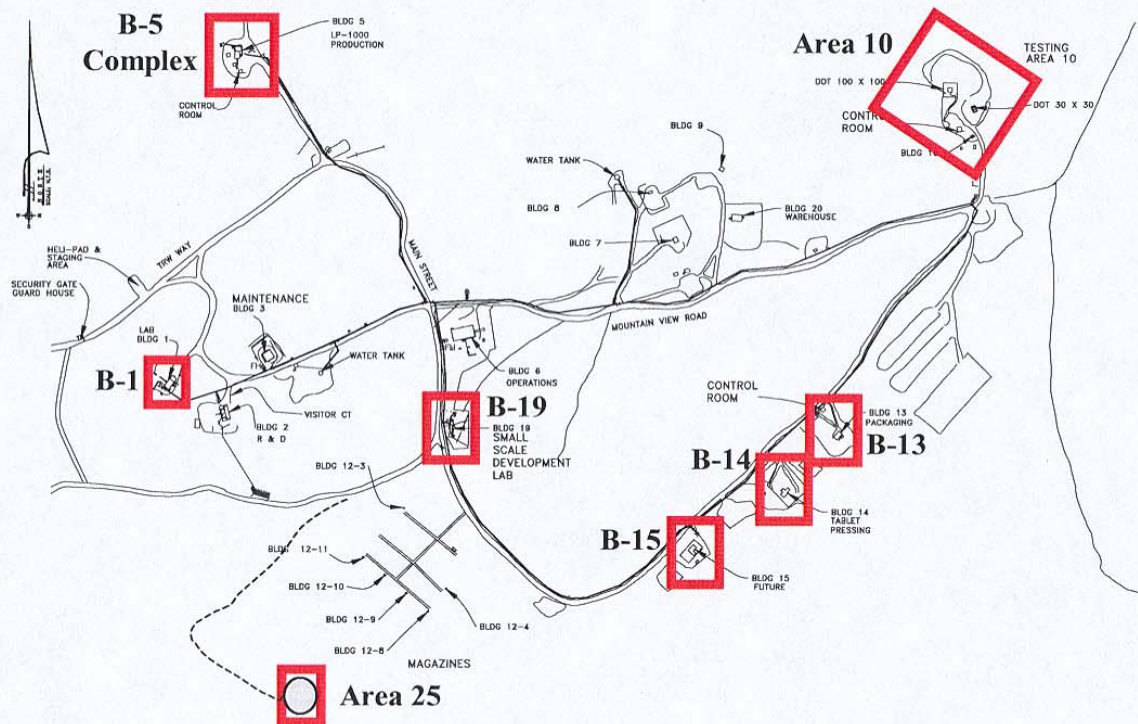 B-5
Complex
BLDG 5
LP-1000
PRODUCTION
CONTROL
ROOM
Area 10
TESTING
AREA 10
DOT 100 X 100
DOT 30 X 30
CONTROL
ROOM
BLDG
BLDG 9
WATER TANK
BLDG 8
BLDG 20
WAREHOUSE
BLDG 7
HELI-PAD &
STAGING
AREA
TRW WAY
MAIN STREET
SECURITY GATE
GUARD HOUSE
MAINTENANCE
BLDG 3
MOUNTAIN VIEW ROAD
LAB
BLDG 1
B-1
WATER TANK
BLDG 6
OPERATIONS
VISITOR CT
BLDG 2
R & D
B-19
BLDG 19
SMALL
SCALE
DEVELOPMENT
LAB
CONTROL
ROOM
BLDG 13
PACKAGING
B-13
B-14
BLDG 14
TABLET
PRESSING
B-15
BLDG 15
FUTURE
BLDG 12-3
BLDG 12-11
BLDG 12-10
BLDG 12-9
BLDG 12-8
BLDG 12-4
MAGAZINES
Area 25